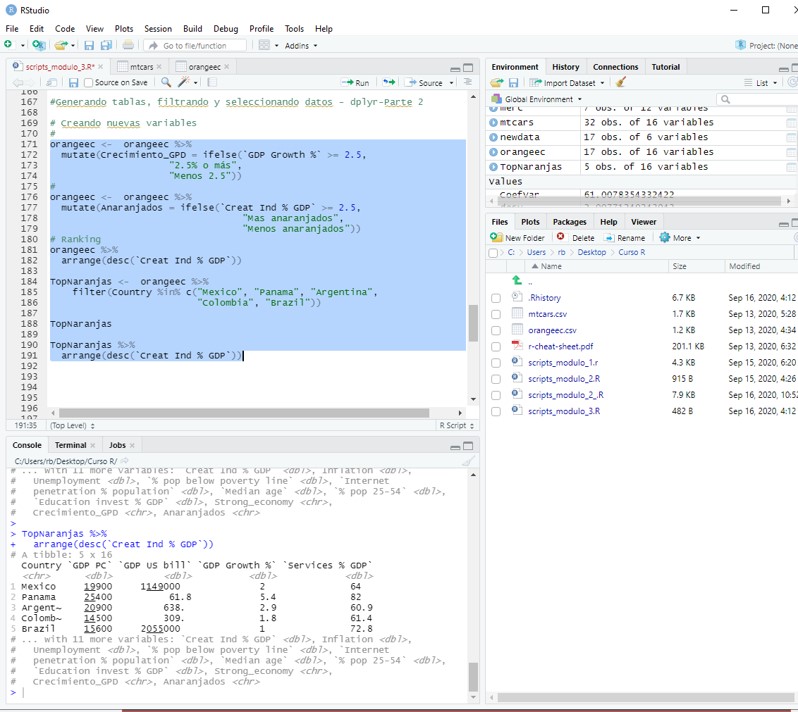 RStudio
File Edit Code View Plots Session Build Debug Profile Tools Help
Go to file/function Addins Project: (None
scripts_modulo_3.R* mtcars orangeec
Source on Save Run Source
166
167 #Generando tablas, filtrando y seleccionando datos - dplyr-Parte 2
168
169 # Creando nuevas variables
170 #
171 orangeec <- orangeec %>%
172 mutate(Crecimiento_GPD = ifelse(`GDP Growth %` >= 2.5,
173 "2.5% o más",
174 "Menos 2.5"))
175 #
176 orangeec <- orangeec %>%
177 mutate(Anaranjados = ifelse(`Creat Ind % GDP` >= 2.5,
178 "Mas anaranjados",
179 "Menos anaranjados"))
180 # Ranking
181 orangeec %>%
182 arrange(desc(`Creat Ind % GDP`))
183
184 TopNaranjas <- orangeec %>%
185 filter(Country %in% c("Mexico", "Panama", "Argentina",
186 "Colombia", "Brazil"))
187
188 TopNaranjas
189
190 TopNaranjas %>%
191 arrange(desc(`Creat Ind % GDP`))
192
193
194
195
196
197
191:35 (Top Level) R Script
Console Terminal Jobs
C:/Users/rb/Desktop/Curso R/
# ... with 11 more variables: `Creat Ind % GDP` <dbl>, Inflation <dbl>,
# Unemployment <dbl>, `% pop below poverty line` <dbl>, `Internet
# penetration % population` <dbl>, `Median age` <dbl>, `% pop 25-54` <dbl>,
# `Education invest % GDP` <dbl>, Strong_economy <chr>,
# Crecimiento_GPD <chr>, Anaranjados <chr>
>
> TopNaranjas %>%
+ arrange(desc(`Creat Ind % GDP`))
# A tibble: 5 x 16
Country `GDP PC` `GDP US bill` `GDP Growth %` `Services % GDP`
<chr> <dbl> <dbl> <dbl> <dbl>
1 Mexico 19900 1149000 2 64
2 Panama 25400 61.8 5.4 82
3 Argent~ 20900 638. 2.9 60.9
4 Colomb~ 14500 309. 1.8 61.4
5 Brazil 15600 2055000 1 72.8
# ... with 11 more variables: `Creat Ind % GDP` <dbl>, Inflation <dbl>,
# Unemployment <dbl>, `% pop below poverty line` <dbl>, `Internet
# penetration % population` <dbl>, `Median age` <dbl>, `% pop 25-54` <dbl>,
# `Education invest % GDP` <dbl>, Strong_economy <chr>,
# Crecimiento_GPD <chr>, Anaranjados <chr>
>
Environment History Connections Tutorial
Import Dataset List
Global Environment
merc 7 obs. of 12 variables
mtcars 32 obs. of 16 variables
newdata 17 obs. of 6 variables
orangeec 17 obs. of 16 variables
TopNaranjas 5 obs. of 16 variables
values
CoefVar 61.0078354332422
Files Plots Packages Help Viewer
New Folder Delete Rename More
C: Users rb Desktop Curso R
Name Size Modified
..
.Rhistory 6.7 KB Sep 16, 2020, 4:12
mtcars.csv 1.7 KB Sep 13, 2020, 5:28
orangeec.csv 1.2 KB Sep 13, 2020, 4:34
r-cheat-sheet.pdf 201.1 KB Sep 13, 2020, 6:32
scripts_modulo_1.r 4.3 KB Sep 15, 2020, 6:20
scripts_modulo_2.R 915 B Sep 15, 2020, 4:26
scripts_modulo_2_.R 7.9 KB Sep 16, 2020, 10:52
scripts_modulo_3.R 482 B Sep 16, 2020, 4:12